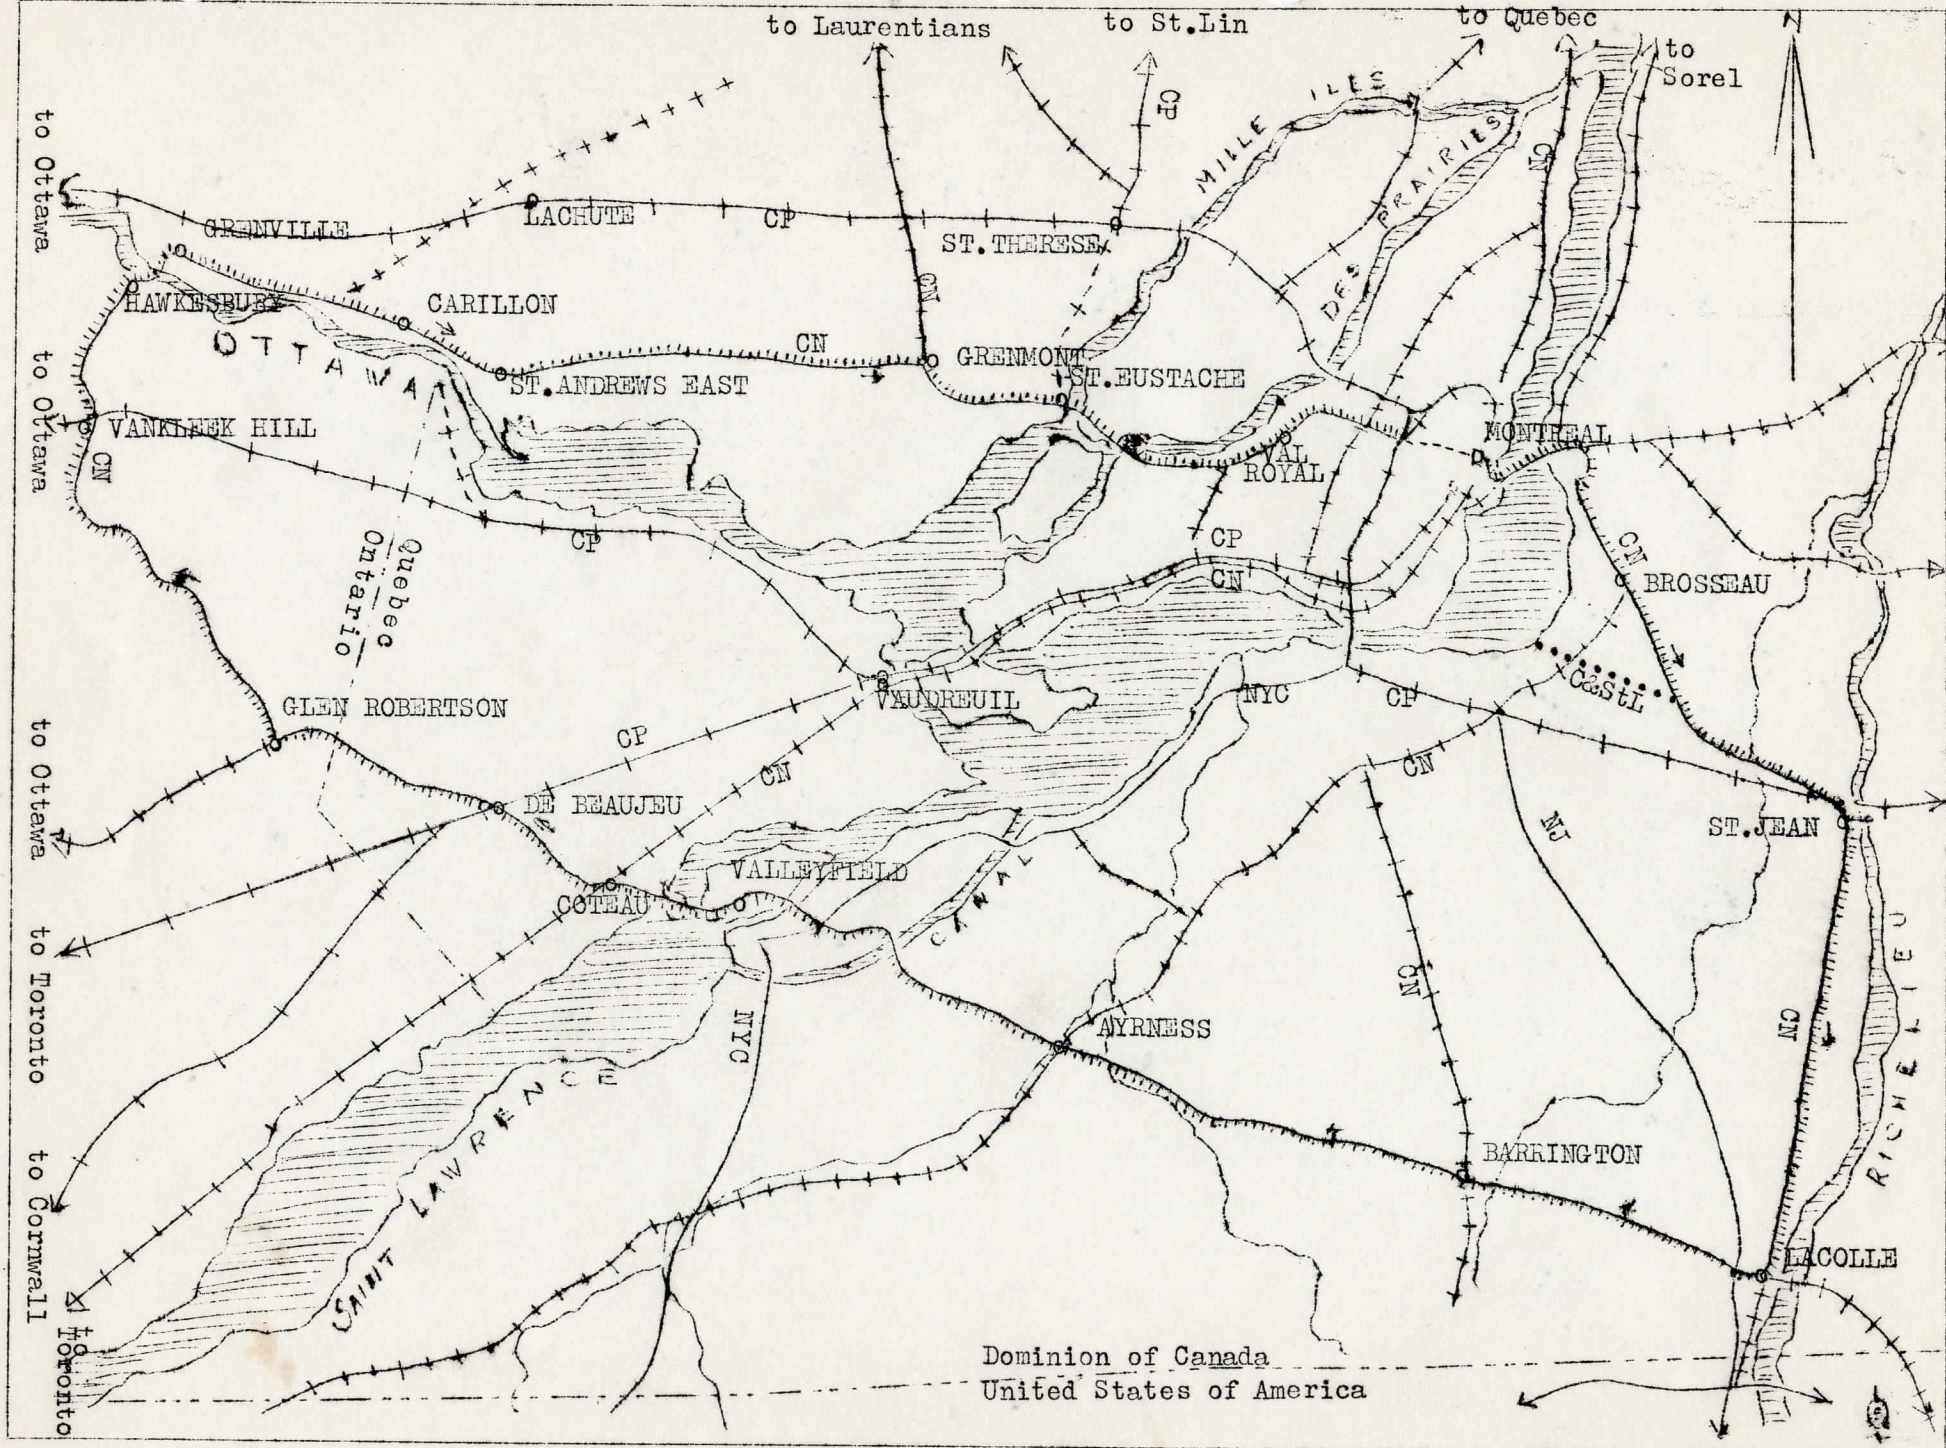 to Laurentians
to St.Lin
to Quebec
N
to
Sorel
to Ottawa
CP
MILLE ILES
DES PRAIRIES
CN
GRENVILLE
LACHUTE
CP
ST.THERESE
HAWKESBURY
CARILLON
CN
OTTAWA
CN
GRENMONT
ST.ANDREWS EAST
ST.EUSTACHE
to Ottawa
VANKLEEK HILL
CN
MONTREAL
VAL
ROYAL
CP
CP
CN
CN
BROSSEAU
Quebec
Ontario
GLEN ROBERTSON
VAUDREUIL
NYC
CP
C&StL
CP
CN
CN
to Ottawa
DE BEAUJEU
NJ
ST.JEAN
VALLEYFIELD
COTEAU
CANAL
to Toronto
NYC
CN
AYRNESS
CN
RICHELIEU
SAINT LAWRENCE
BARRINGTON
to Cornwall
LACOLLE
to
Toronto
Dominion of Canada
United States of America